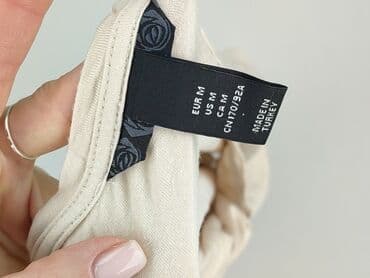 EUR M
US M
CA M
CN170/92A
MADE IN
TURKEY